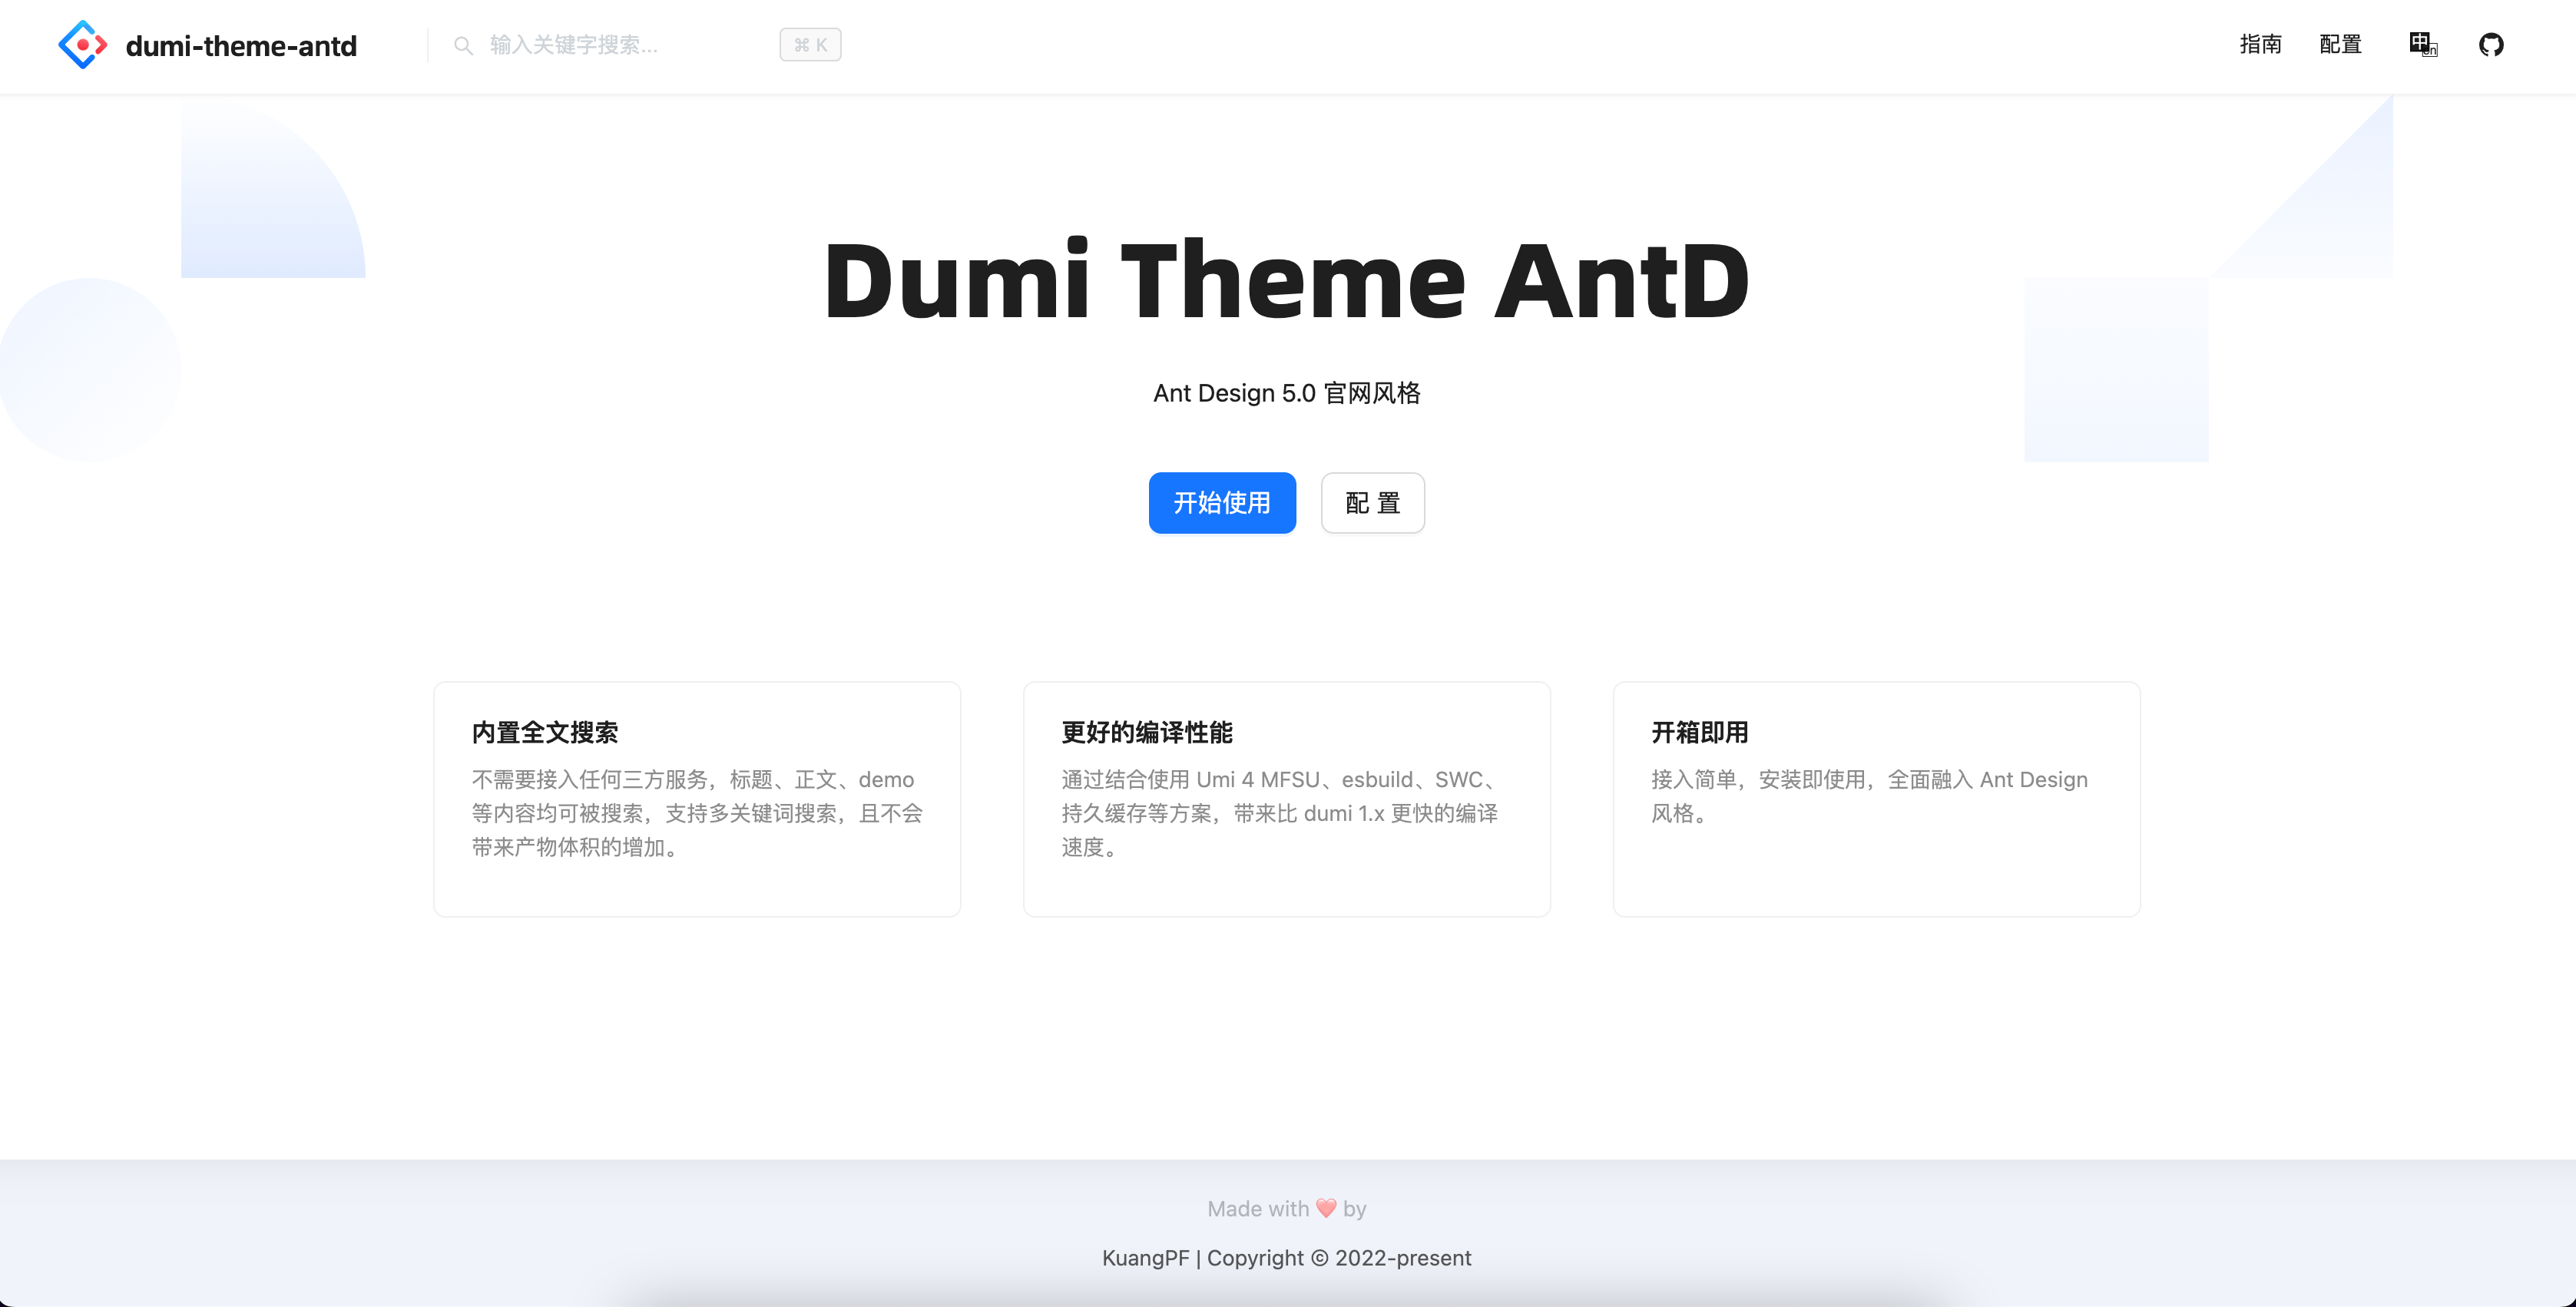 dumi-theme-antd
输入关键字搜索...
⌘ K
指南
配置
中
en
Dumi Theme AntD
Ant Design 5.0 官网风格
开始使用
配 置
内置全文搜索
不需要接入任何三方服务，标题、正文、demo
等内容均可被搜索，支持多关键词搜索，且不会
带来产物体积的增加。
更好的编译性能
通过结合使用 Umi 4 MFSU、esbuild、SWC、
持久缓存等方案，带来比 dumi 1.x 更快的编译
速度。
开箱即用
接入简单，安装即使用，全面融入 Ant Design
风格。
Made with ❤️ by
KuangPF | Copyright © 2022-present